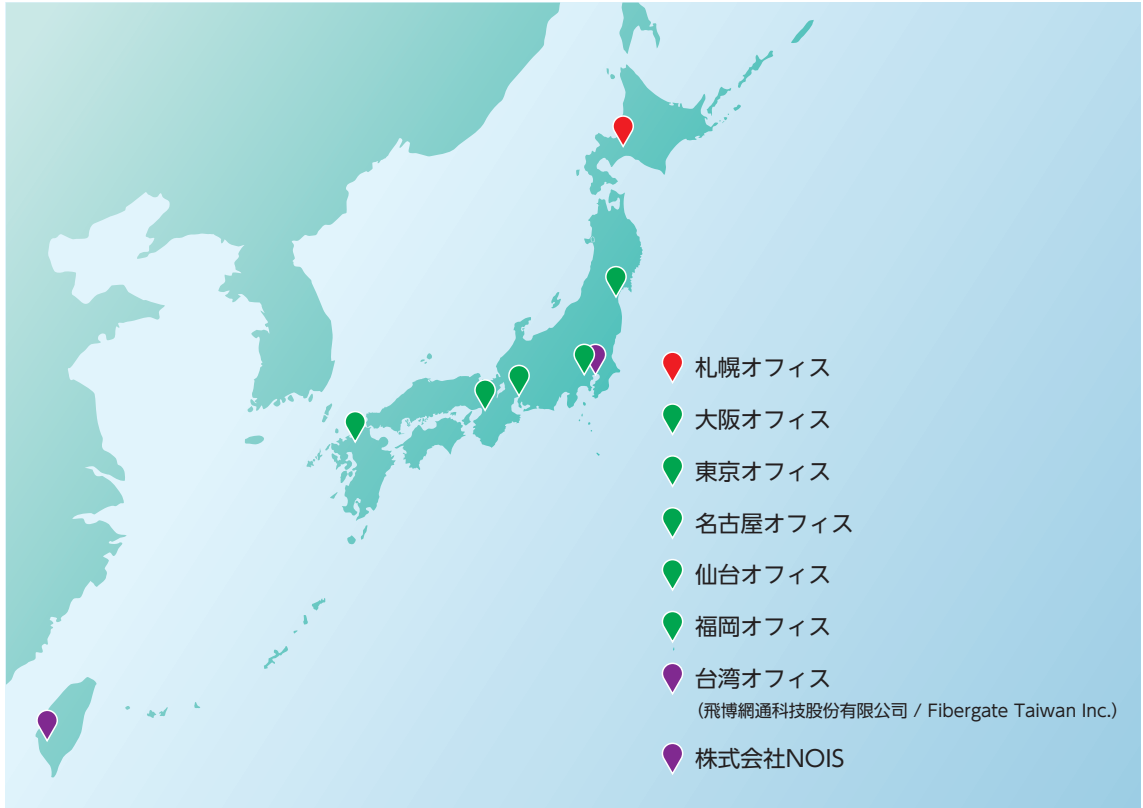 札幌オフィス
大阪オフィス
東京オフィス
名古屋オフィス
仙台オフィス
福岡オフィス
台湾オフィス
（飛博網通科技股份有限公司 / Fibergate Taiwan Inc.）
株式会社NOIS